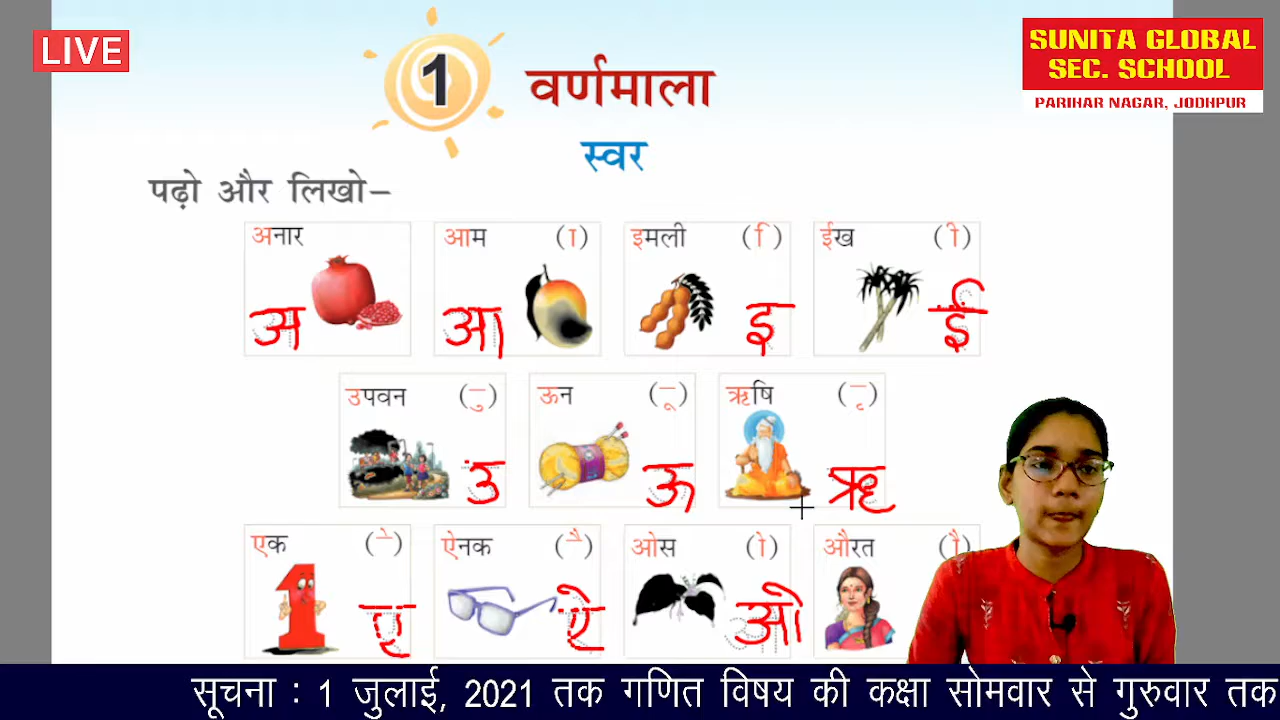 LIVE
1 वर्णमाला
SUNITA GLOBAL
SEC. SCHOOL
PARIHAR NAGAR, JODHPUR
स्वर
पढ़ो और लिखो–
अनार
आम (ा)
इमली (ि)
ईख (ी)
अ
आ
इ
ई
उपवन (ु)
ऊन (ू)
ऋषि (ृ)
उ
ऊ
ऋ
एक (े)
ऐनक (ै)
ओस (ो)
औरत (ौ)
1
ए
ऐ
ओ
सूचना : 1 जुलाई, 2021 तक गणित विषय की कक्षा सोमवार से गुरुवार तक